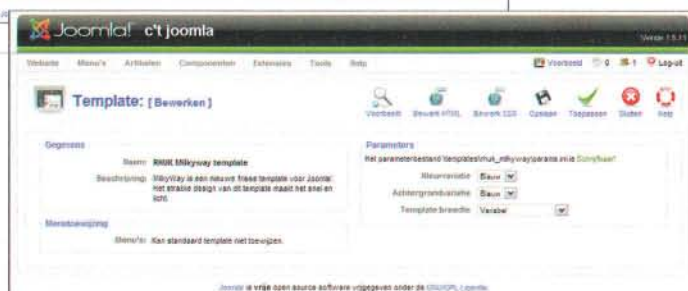 Joomla! c't joomla
Versie 1.5.11
Website Menu's Artikelen Componenten Extensies Tools Help
Voorbeeld 0 1 Log-uit
Template: [ Bewerken ]
Voorbeeld Bewerk HTML Bewerk CSS Opslaan Toepassen Sluiten Help
Gegevens
Naam: RHUK Milkyway template
Beschrijving: MilkyWay is een nieuwe frisse template voor Joomla!
Het strakke design van dit template maakt het snel en
licht.
Menutoewijzing
Menu's: Kan standaard template niet toewijzen.
Parameters
Het parameterbestand \templates\rhuk_milkyway\params.ini is Schrijfbaar!
Kleurvariatie Blauw
Achtergrondvariatie Blauw
Template breedte Variabel
Joomla! is vrije open source software vrijgegeven onder de GNU/GPL Licentie.